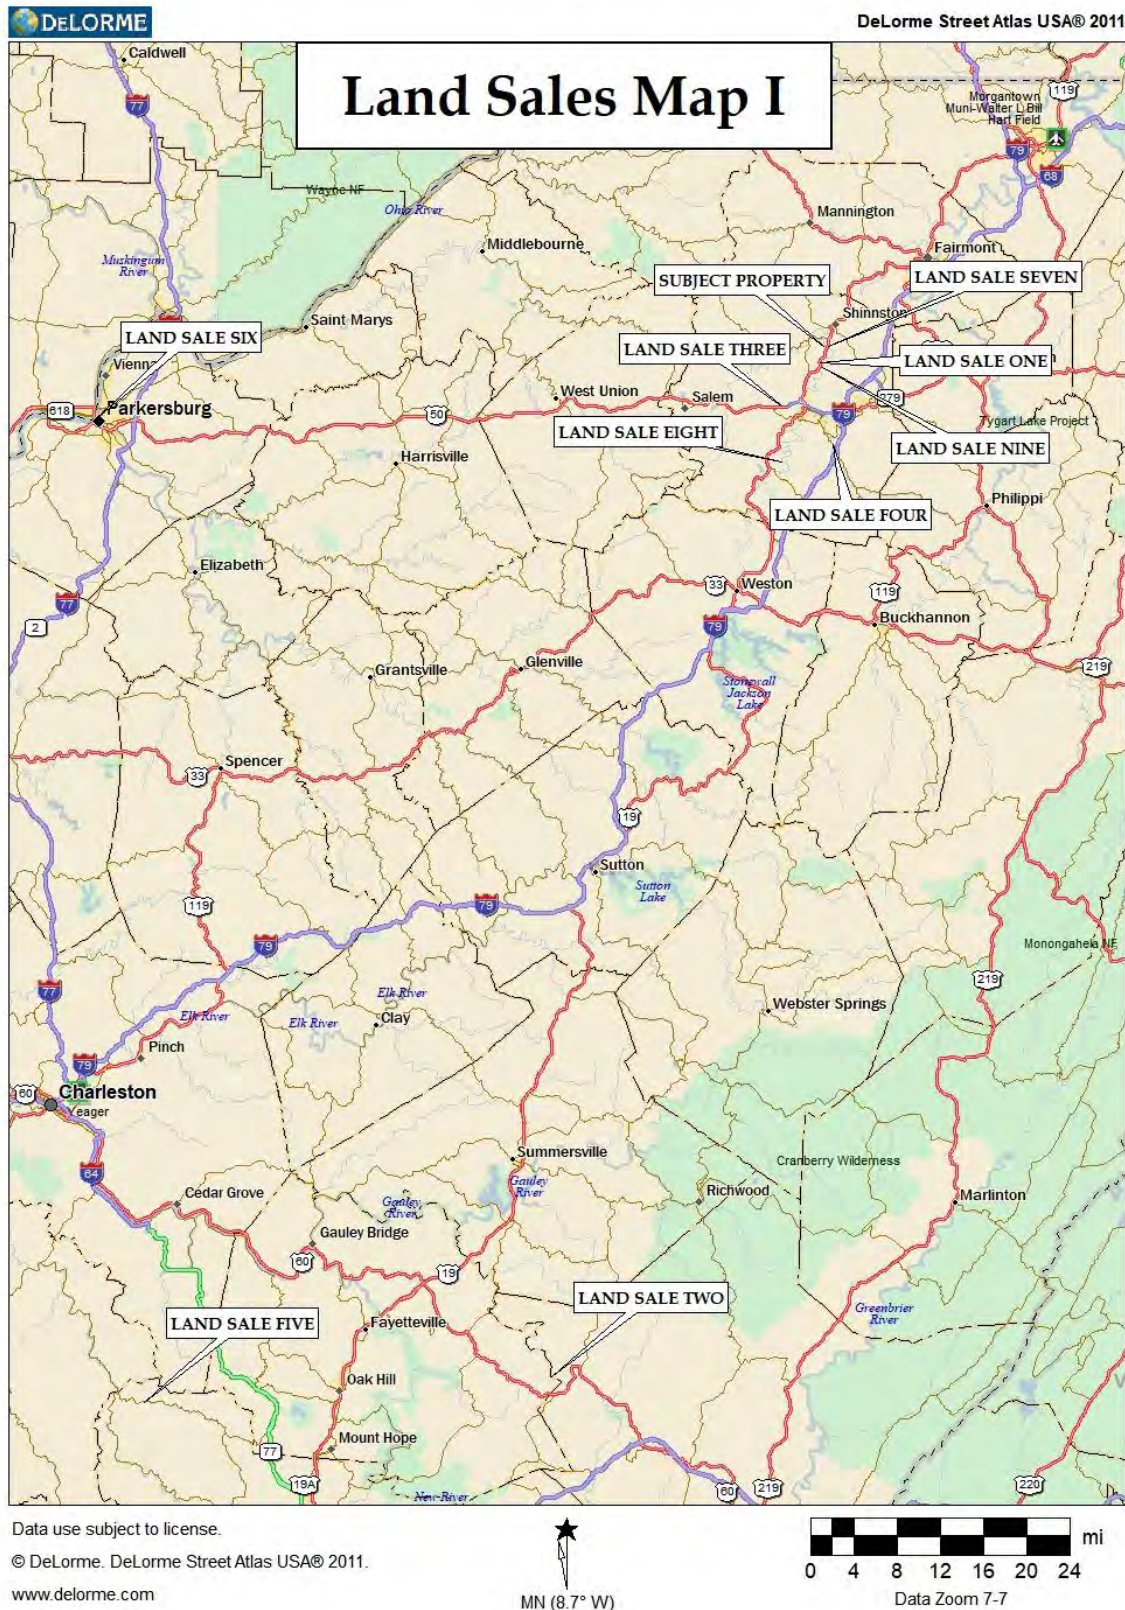 DELORME
DeLorme Street Atlas USA® 2011
Land Sales Map I
Caldwell
77
119
Morgantown
Muni-Walter L Bill
Hart Field
79
68
Wayne NF
Ohio River
Mannington
Middlebourne
Fairmont
Muskingum
River
SUBJECT PROPERTY
LAND SALE SEVEN
Saint Marys
Shinnston
LAND SALE SIX
LAND SALE THREE
LAND SALE ONE
Vienna
West Union
Salem
279
618
Parkersburg
50
79
Tygart Lake Project
LAND SALE EIGHT
LAND SALE NINE
Harrisville
Philippi
LAND SALE FOUR
Elizabeth
33
Weston
119
77
2
79
Buckhannon
Glenville
219
Grantsville
Stonewall
Jackson
Lake
Spencer
33
19
Sutton
Sutton
Lake
119
79
79
Monongahela NF
77
219
Elk River
Webster Springs
Elk River
Elk River
Clay
Pinch
79
60
Charleston
Yeager
Summersville
64
Cranberry Wilderness
Gauley
River
Cedar Grove
Richwood
Marlinton
Gauley
River
Gauley Bridge
60
19
LAND SALE TWO
Greenbrier
River
LAND SALE FIVE
Fayetteville
Oak Hill
Mount Hope
77
19A
New River
60
219
220
Data use subject to license.
© DeLorme. DeLorme Street Atlas USA® 2011.
www.delorme.com
MN (8.7° W)
mi
0 4 8 12 16 20 24
Data Zoom 7-7